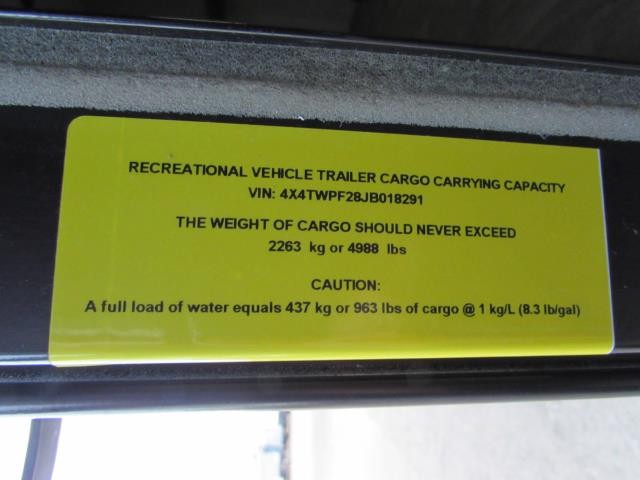 RECREATIONAL VEHICLE TRAILER CARGO CARRYING CAPACITY
VIN: 4X4TWPF28JB018291
THE WEIGHT OF CARGO SHOULD NEVER EXCEED
2263 kg or 4988 lbs
CAUTION:
A full load of water equals 437 kg or 963 lbs of cargo @ 1 kg/L (8.3 lb/gal)